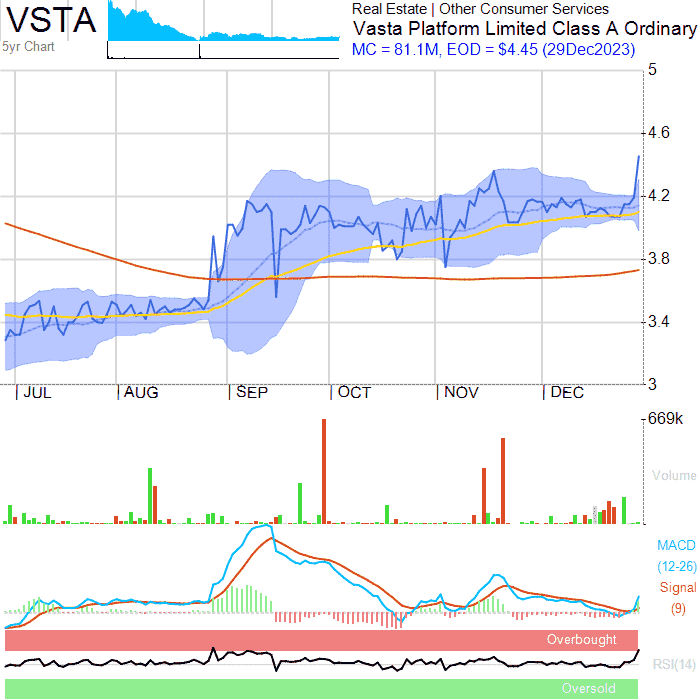 VSTA
5yr Chart
Real Estate | Other Consumer Services
Vasta Platform Limited Class A Ordinary
MC = 81.1M, EOD = $4.45 (29Dec2023)
5
4.6
4.2
3.8
3.4
3
| JUL | AUG | SEP | OCT | NOV | DEC
669k
Volume
MACD
(12-26)
Signal
(9)
Overbought
RSI(14)
Oversold